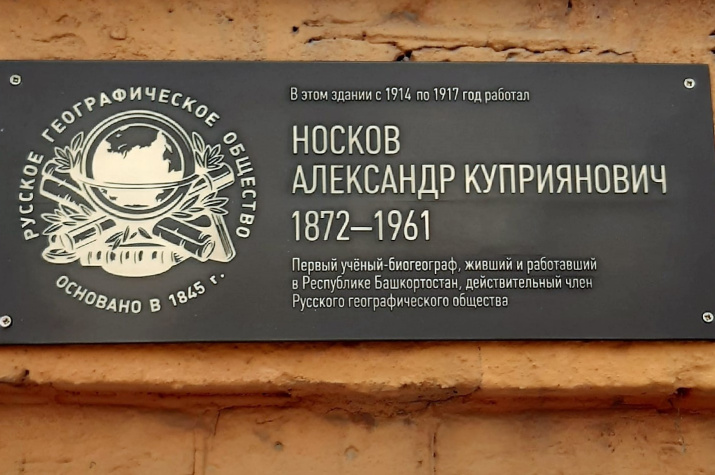 РУССКОЕ ГЕОГРАФИЧЕСКОЕ ОБЩЕСТВО
ОСНОВАНО В 1845 г.
В этом здании с 1914 по 1917 год работал
НОСКОВ
АЛЕКСАНДР КУПРИЯНОВИЧ
1872–1961
Первый учёный-биогеограф, живший и работавший
в Республике Башкортостан, действительный член
Русского географического общества